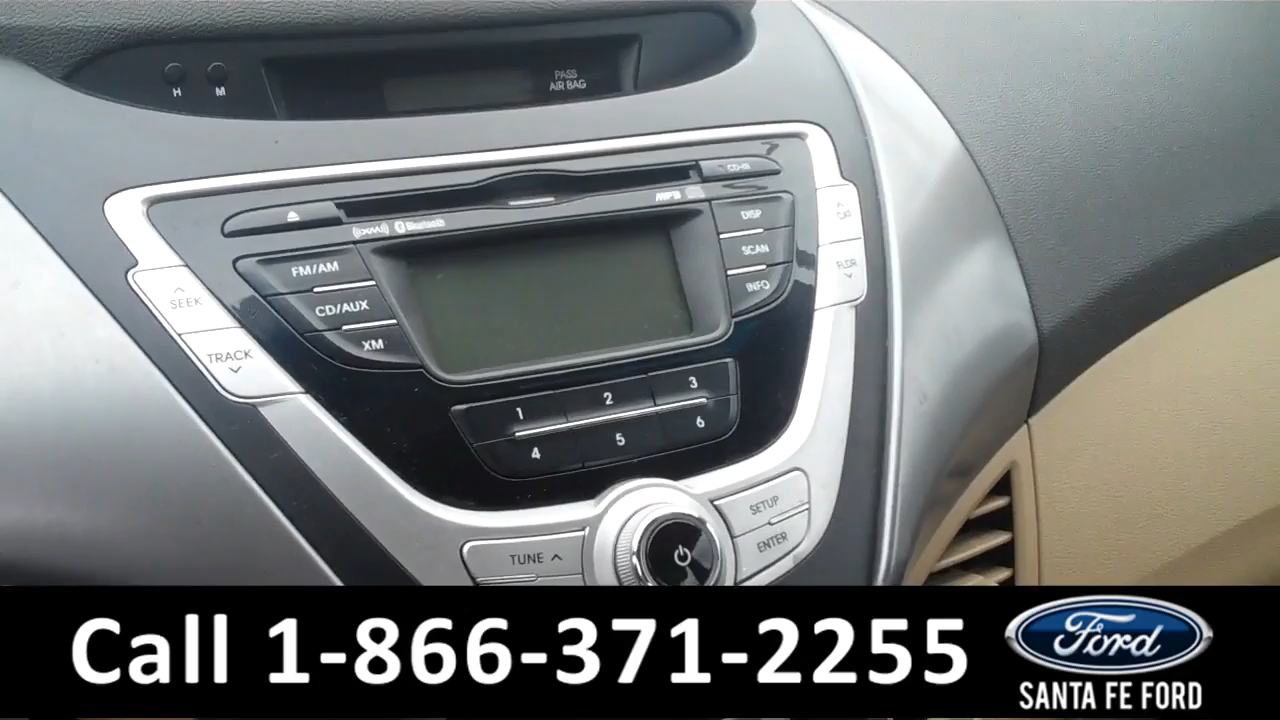 H M
PASS
AIR BAG
CD-IN
MP3
((XM))
Bluetooth
DISP
SCAN
INFO
FM/AM
CD/AUX
XM
SEEK
TRACK
CAT
FLDR
1 2 3
4 5 6
SETUP
ENTER
TUNE
Call 1-866-371-2255
Ford
SANTA FE FORD